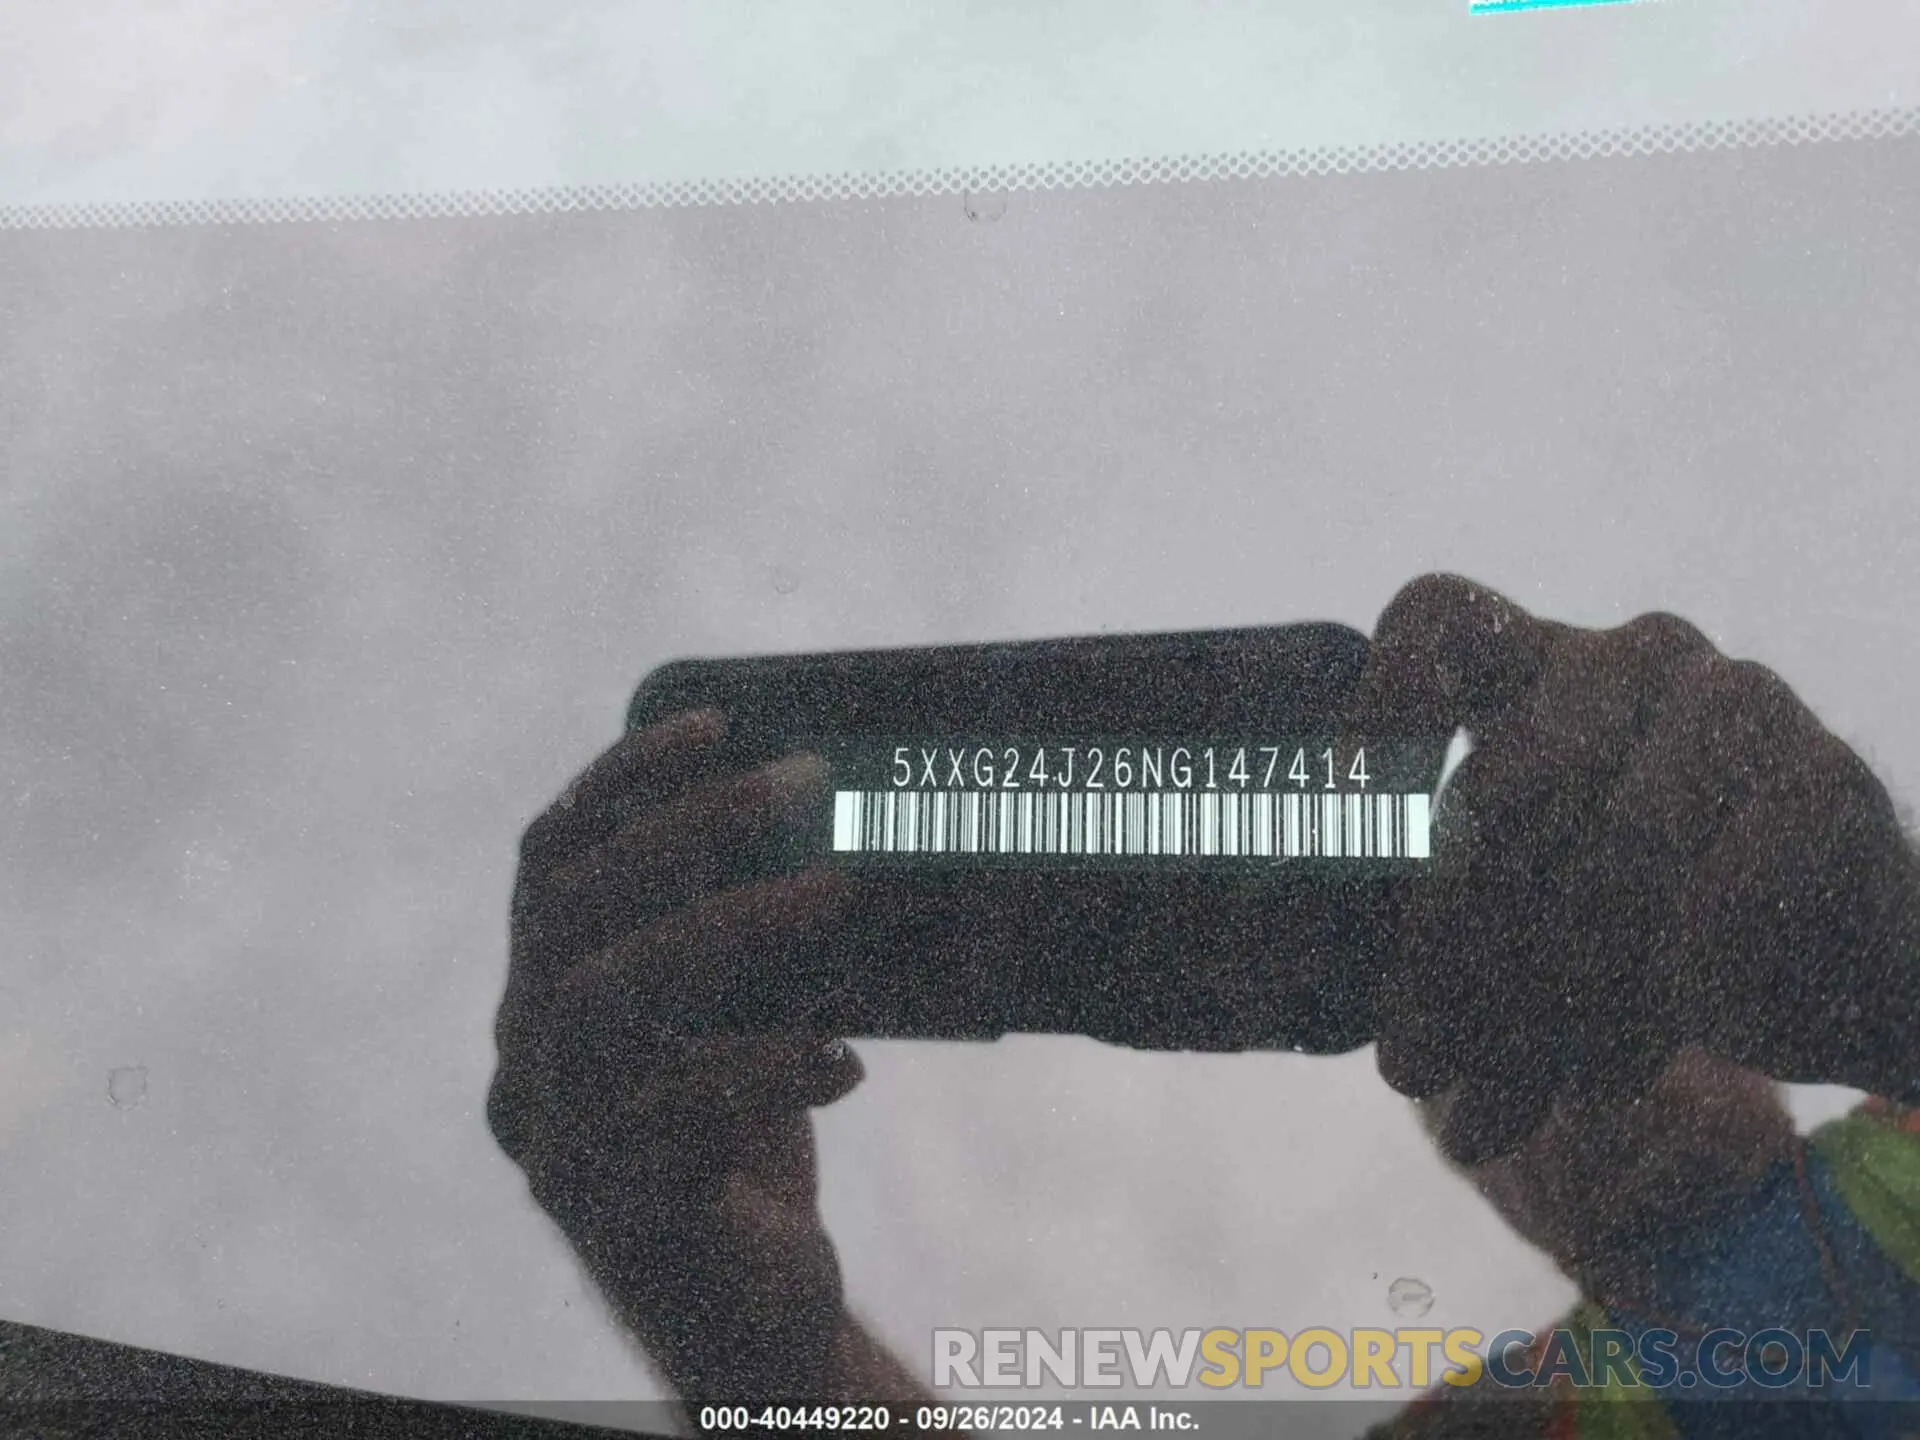 5XXG24J26NG147414
RENEWSPORTSCARS.COM
000-40449220 - 09/26/2024 - IAA Inc.